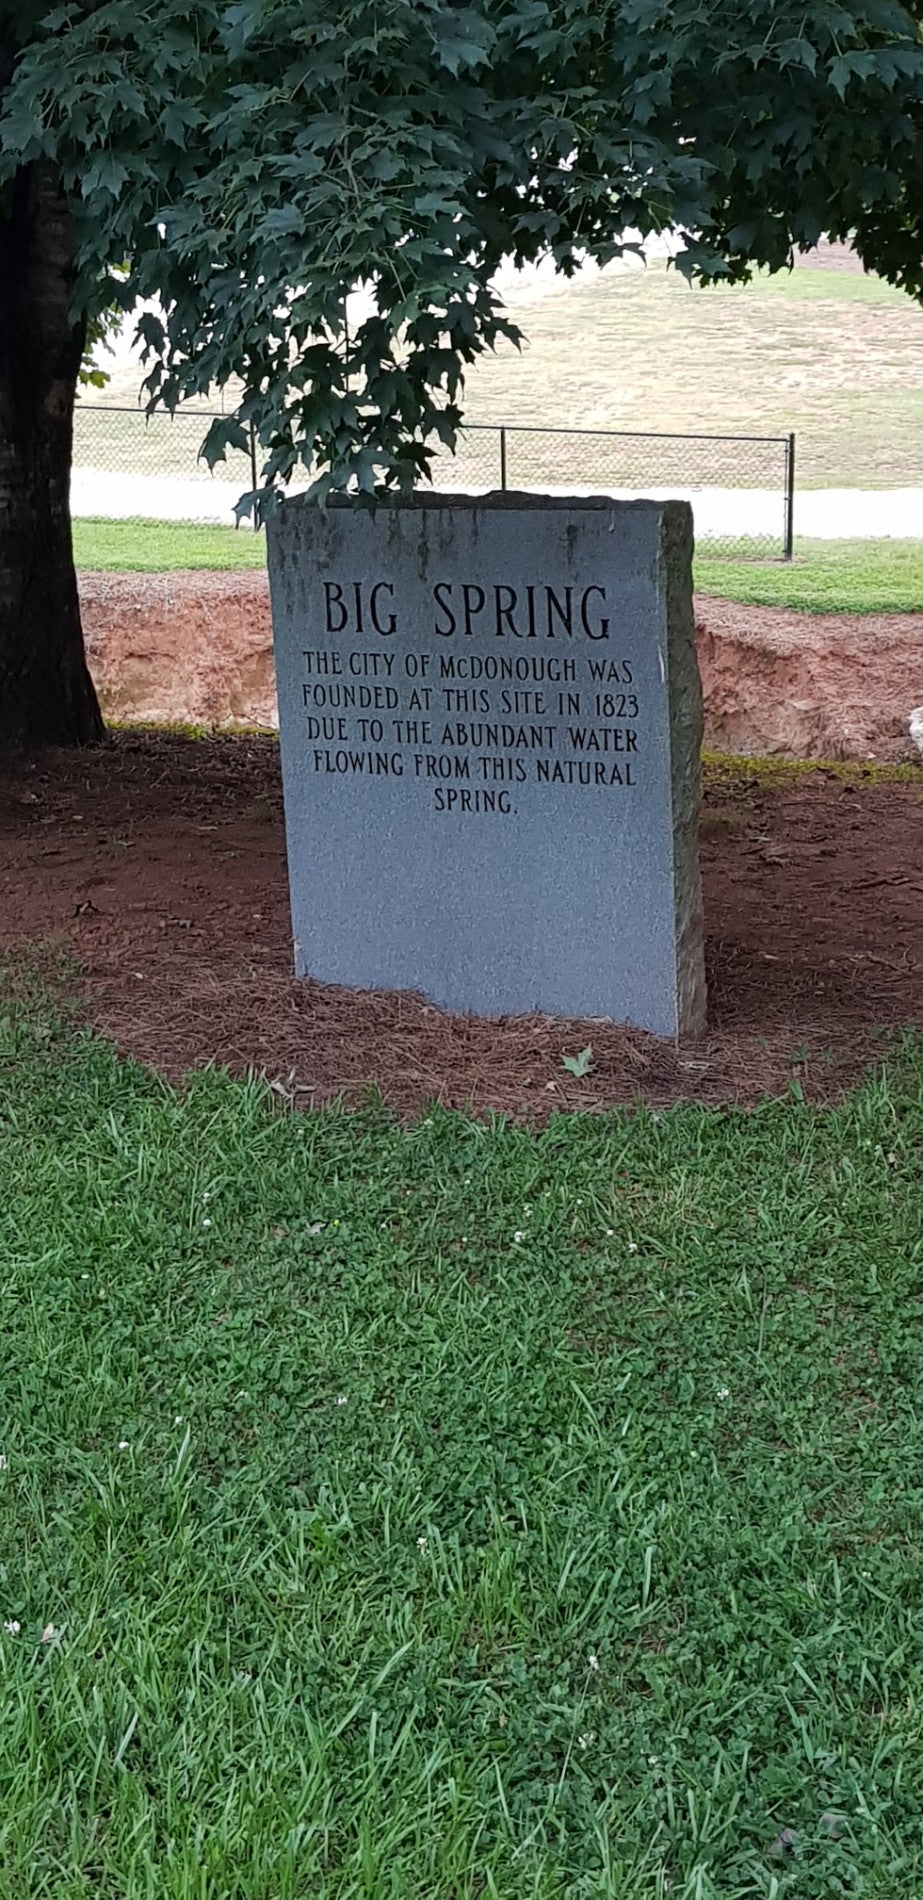 BIG SPRING
THE CITY OF McDONOUGH WAS
FOUNDED AT THIS SITE IN 1823
DUE TO THE ABUNDANT WATER
FLOWING FROM THIS NATURAL
SPRING.